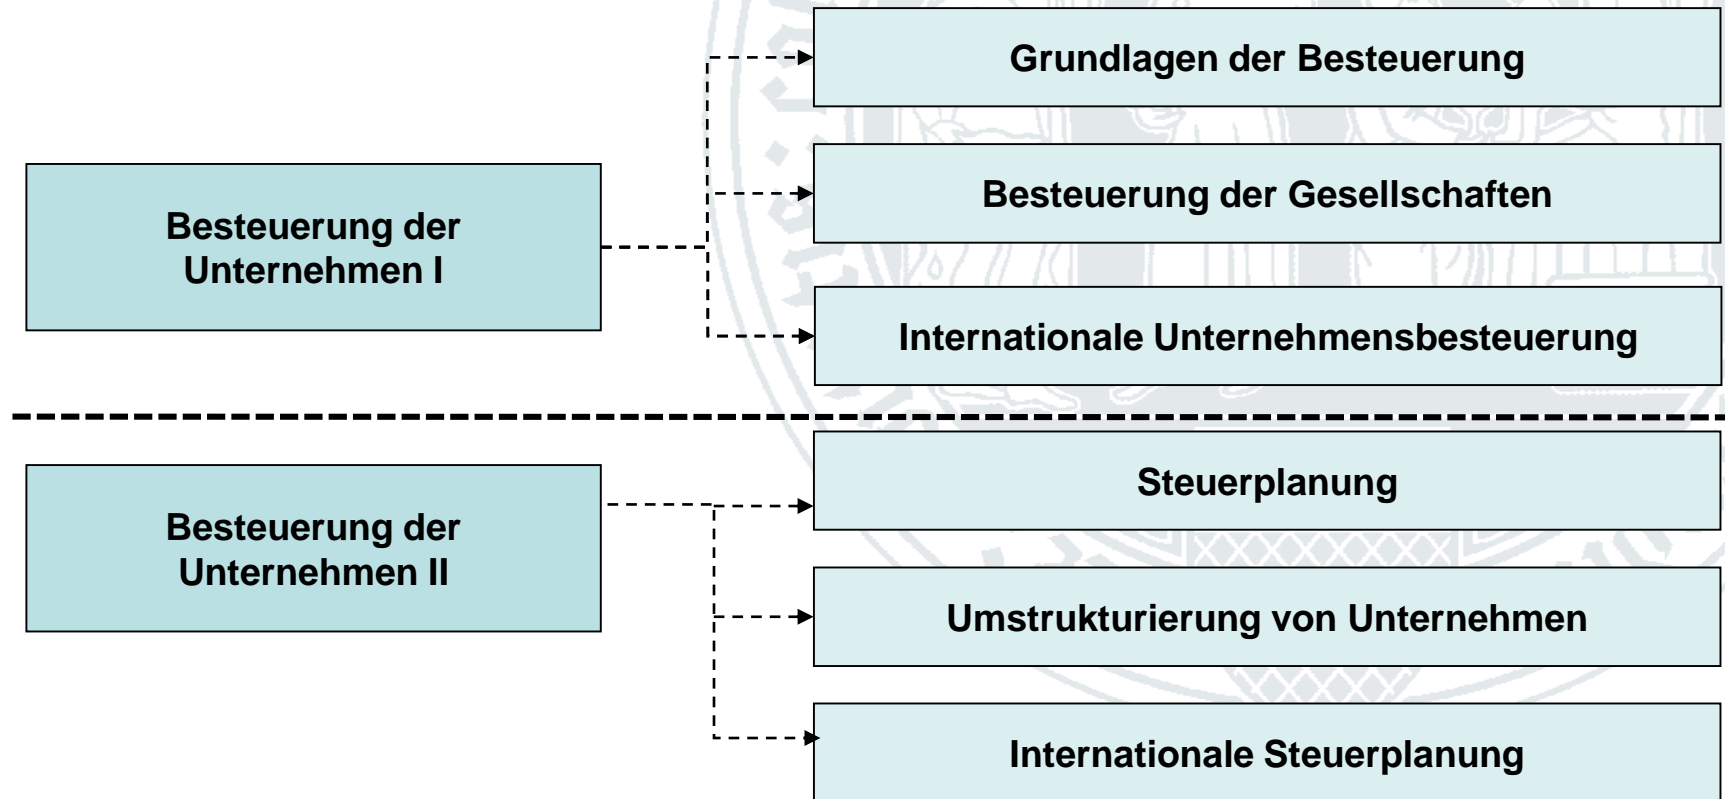 Grundlagen der Besteuerung
Besteuerung der Gesellschaften
Besteuerung der
Unternehmen I
Internationale Unternehmensbesteuerung
Steuerplanung
Besteuerung der
Unternehmen II
Umstrukturierung von Unternehmen
Internationale Steuerplanung